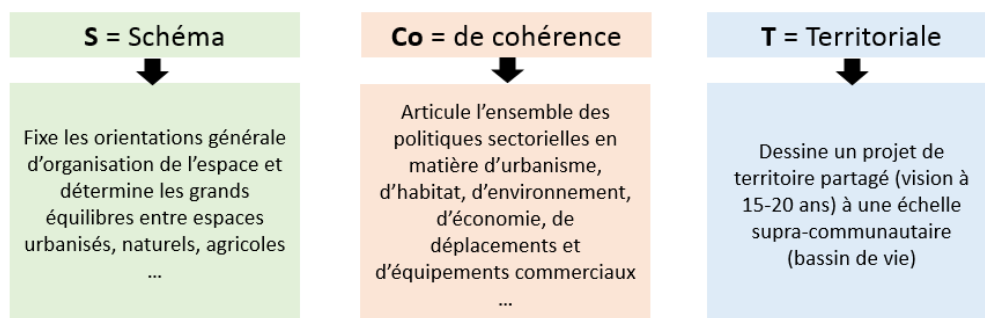 S = Schéma
Fixe les orientations générale
d'organisation de l'espace et
détermine les grands
équilibres entre espaces
urbanisés, naturels, agricoles
...
Co = de cohérence
Articule l'ensemble des
politiques sectorielles en
matière d'urbanisme,
d'habitat, d'environnement,
d'économie, de
déplacements et
d'équipements commerciaux
...
T = Territoriale
Dessine un projet de
territoire partagé (vision à
15-20 ans) à une échelle
supra-communautaire
(bassin de vie)